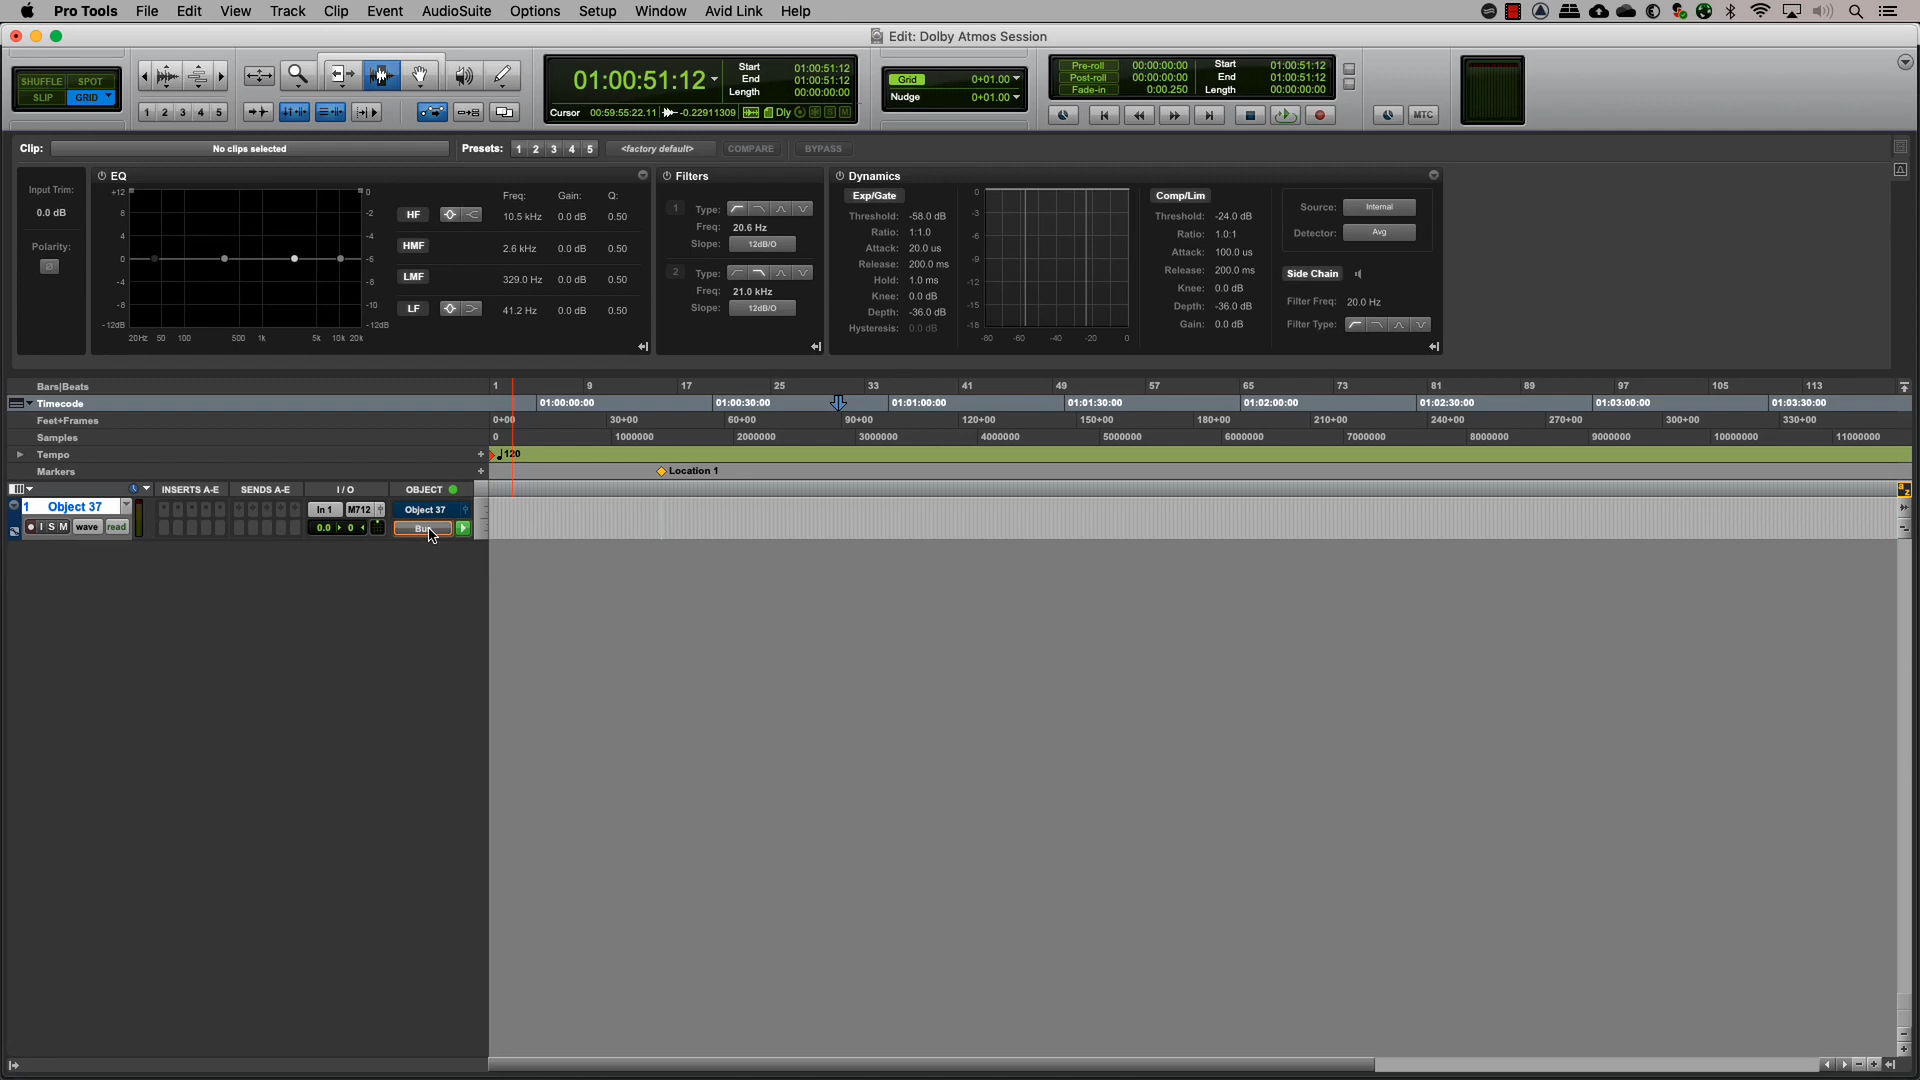 Pro Tools File Edit View Track Clip Event AudioSuite Options Setup Window Avid Link Help
Edit: Dolby Atmos Session
SHUFFLE SPOT
SLIP GRID
1 2 3 4 5
01:00:51:12
Start 01:00:51:12
End 01:00:51:12
Length 00:00:00:00
Cursor 00:59:55:22.11 -0.22911309 Dly S M
Grid 0+01.00
Nudge 0+01.00
Pre-roll 00:00:00:00 Start 01:00:51:12
Post-roll 00:00:00:00 End 01:00:51:12
Fade-in 0:00.250 Length 00:00:00:00
MTC
Clip: No clips selected Presets: 1 2 3 4 5 <factory default> COMPARE BYPASS
Input Trim:
0.0 dB
Polarity:
Ø
EQ
+12 8 4 0 -4 -8 -12dB
0 -2 -4 -6 -8 -10 -12dB
20Hz 50 100 500 1k 5k 10k 20k
Freq: Gain: Q:
HF 10.5 kHz 0.0 dB 0.50
HMF 2.6 kHz 0.0 dB 0.50
LMF 329.0 Hz 0.0 dB 0.50
LF 41.2 Hz 0.0 dB 0.50
Filters
1 Type:
Freq: 20.6 Hz
Slope: 12dB/O
2 Type:
Freq: 21.0 kHz
Slope: 12dB/O
Dynamics
Exp/Gate
Threshold: -58.0 dB
Ratio: 1:1.0
Attack: 20.0 us
Release: 200.0 ms
Hold: 1.0 ms
Knee: 0.0 dB
Depth: -36.0 dB
Hysteresis: 0.0 dB
0 -3 -6 -9 -12 -15 -18
-80 -60 -40 -20 0
Comp/Lim
Threshold: -24.0 dB
Ratio: 1.0:1
Attack: 100.0 us
Release: 200.0 ms
Knee: 0.0 dB
Depth: -36.0 dB
Gain: 0.0 dB
Source: Internal
Detector: Avg
Side Chain
Filter Freq: 20.0 Hz
Filter Type:
Bars|Beats 1 9 17 25 33 41 49 57 65 73 81 89 97 105 113
Timecode 01:00:00:00 01:00:30:00 01:01:00:00 01:01:30:00 01:02:00:00 01:02:30:00 01:03:00:00 01:03:30:00
Feet+Frames 0+00 30+00 60+00 90+00 120+00 150+00 180+00 210+00 240+00 270+00 300+00 330+00
Samples 0 1000000 2000000 3000000 4000000 5000000 6000000 7000000 8000000 9000000 10000000 11000000
Tempo 120
Markers Location 1
INSERTS A-E SENDS A-E I / O OBJECT
1 Object 37 In 1 M712 Object 37
I S M wave read 0.0 0
a z